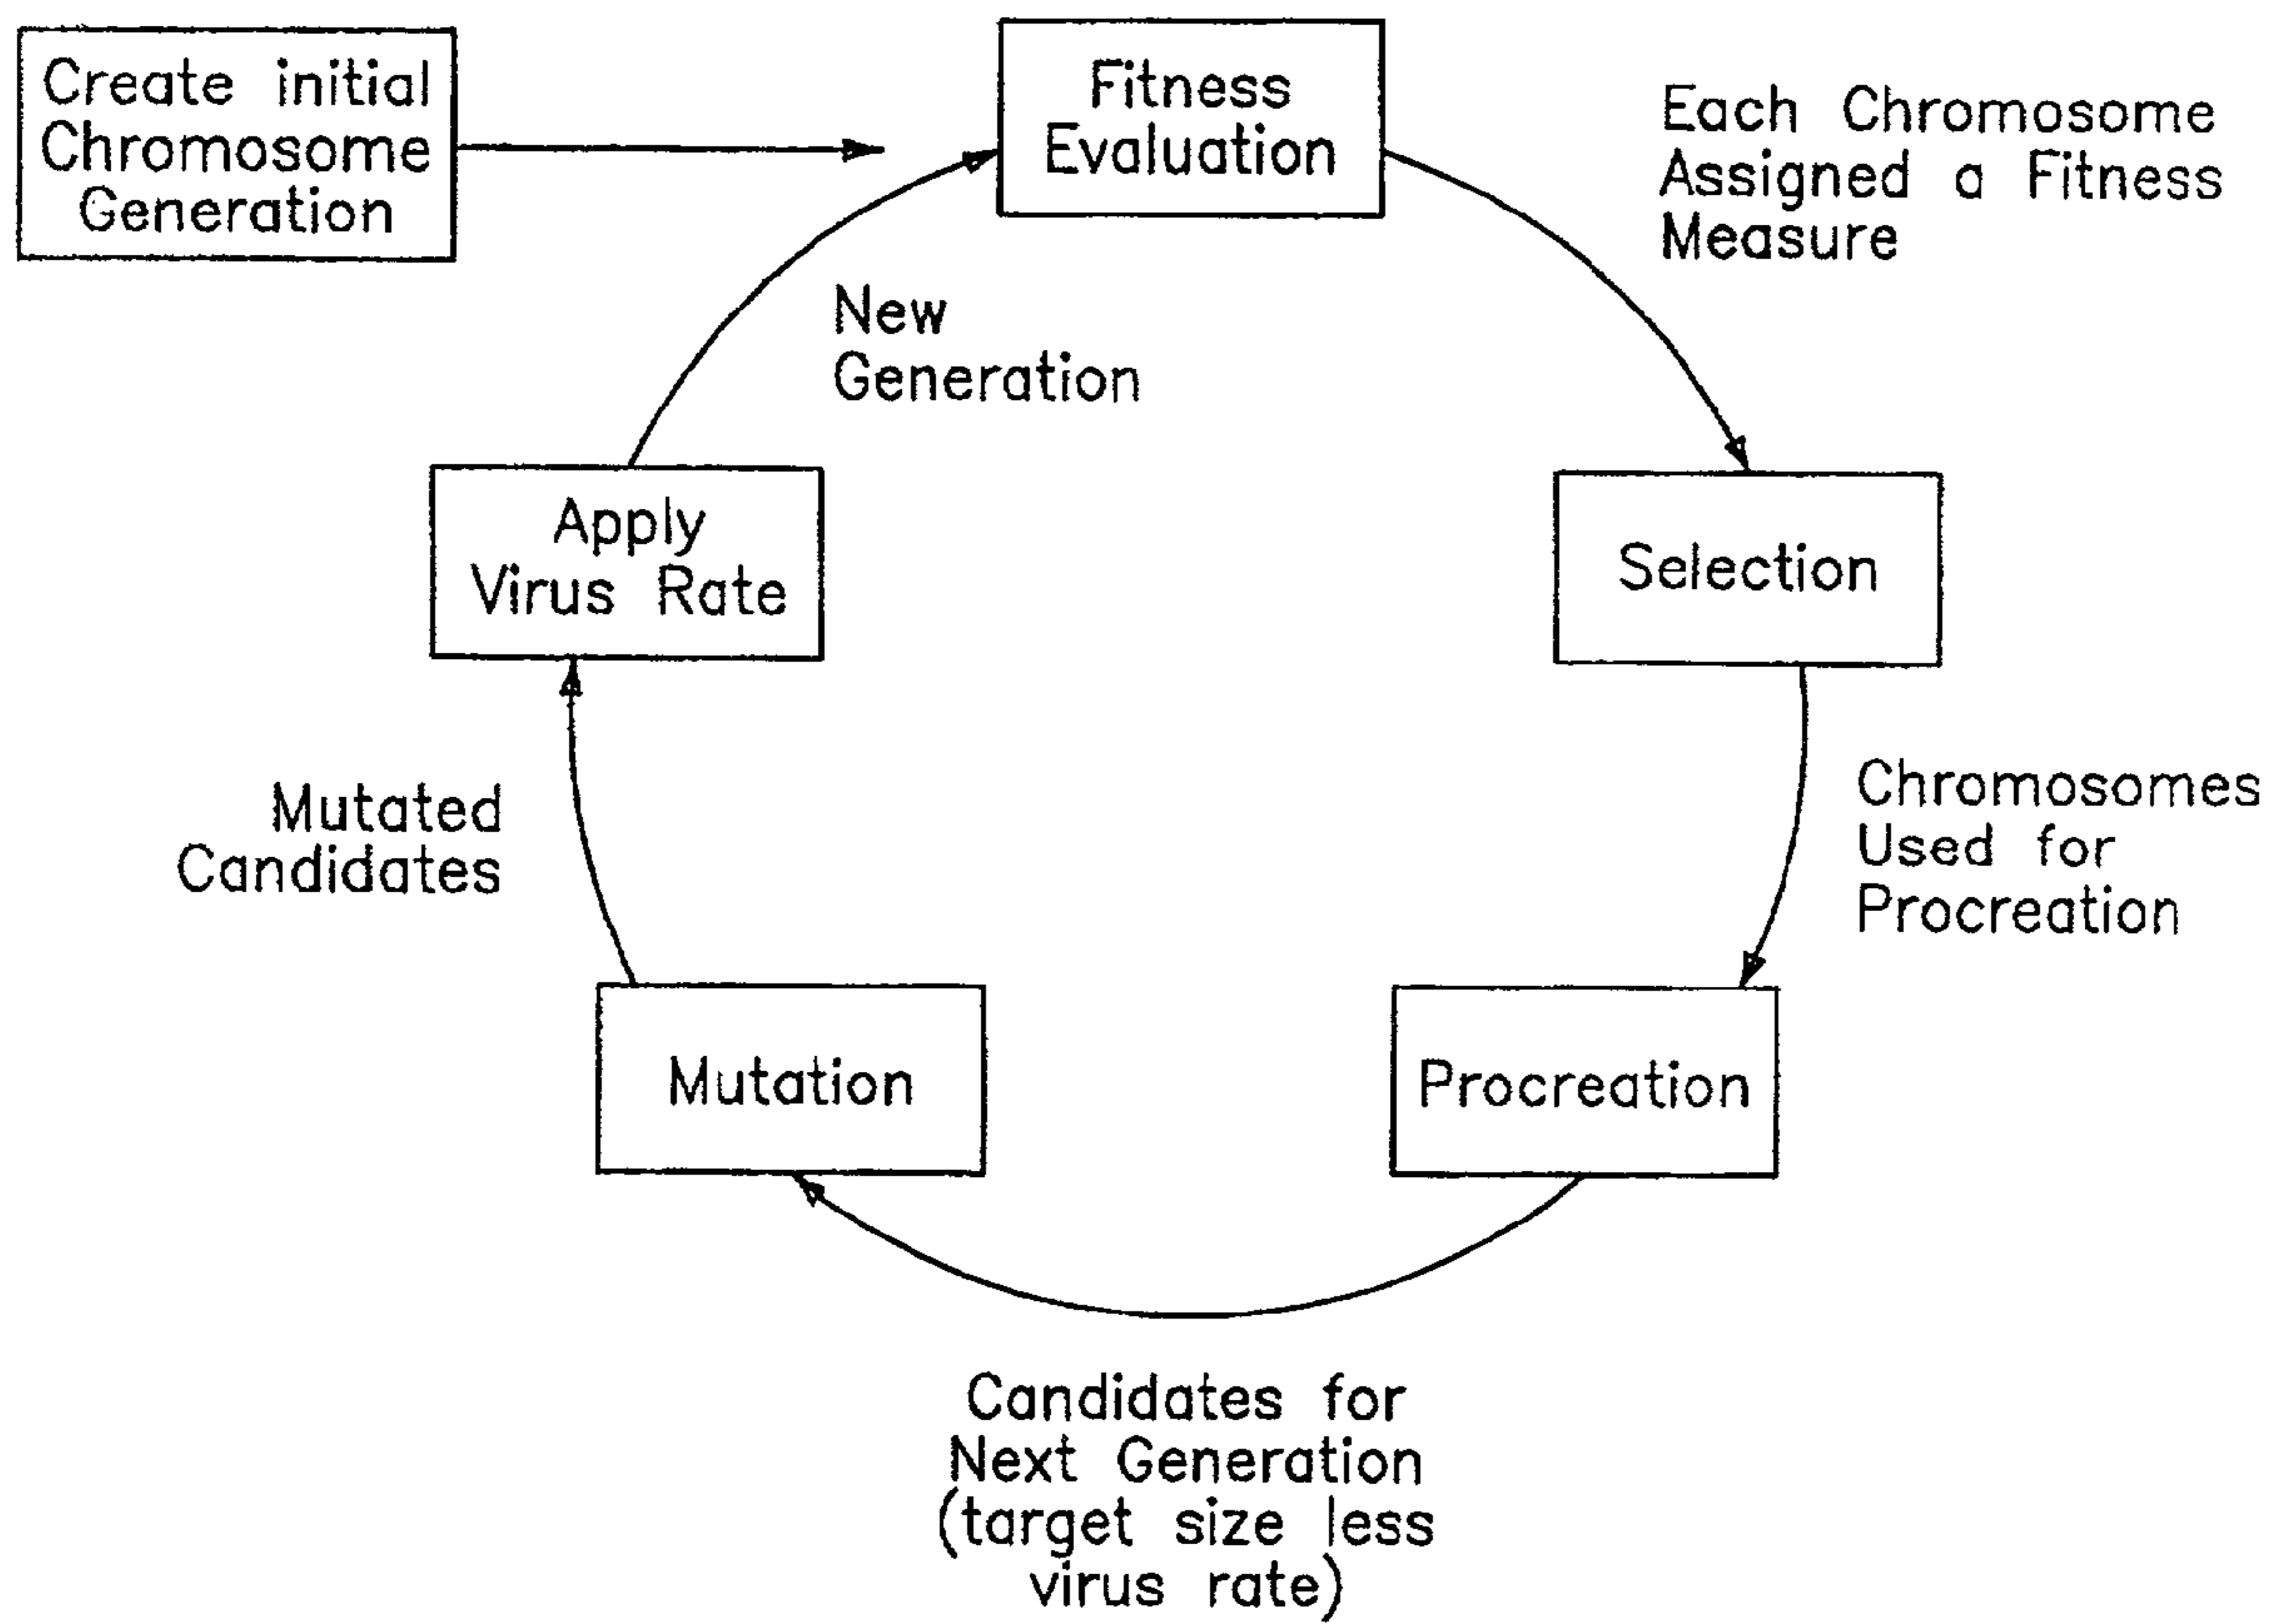 Create initial
Chromosome
Generation
Fitness
Evaluation
Each Chromosome
Assigned a Fitness
Measure
New
Generation
Apply
Virus Rate
Selection
Mutated
Candidates
Chromosomes
Used for
Procreation
Mutation
Procreation
Candidates for
Next Generation
(target size less
virus rate)